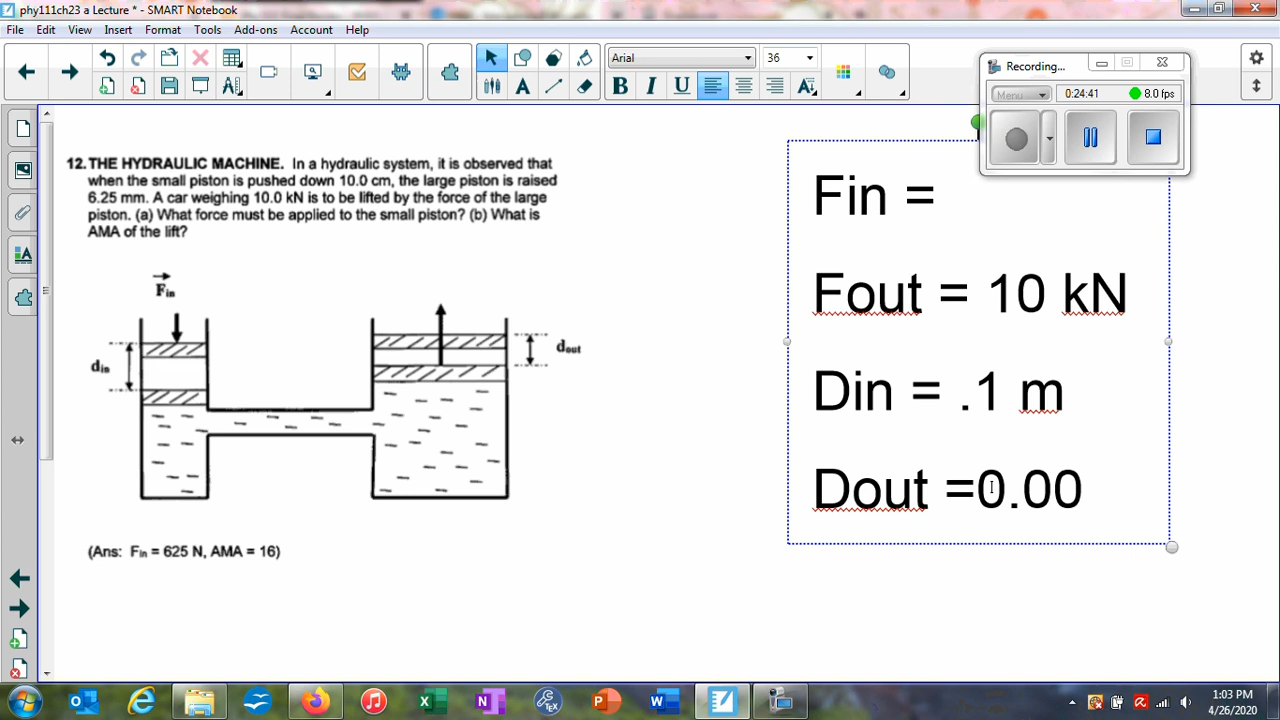 phy111ch23 a Lecture * - SMART Notebook
File Edit View Insert Format Tools Add-ons Account Help
Arial 36
Recording...
Menu 0:24:41 8.0 fps
12. THE HYDRAULIC MACHINE. In a hydraulic system, it is observed that
when the small piston is pushed down 10.0 cm, the large piston is raised
6.25 mm. A car weighing 10.0 kN is to be lifted by the force of the large
piston. (a) What force must be applied to the small piston? (b) What is
AMA of the lift?
Fin
din
dout
(Ans: Fin = 625 N, AMA = 16)
Fin =
Fout = 10 kN
Din = .1 m
Dout =0.00
1:03 PM
4/26/2020